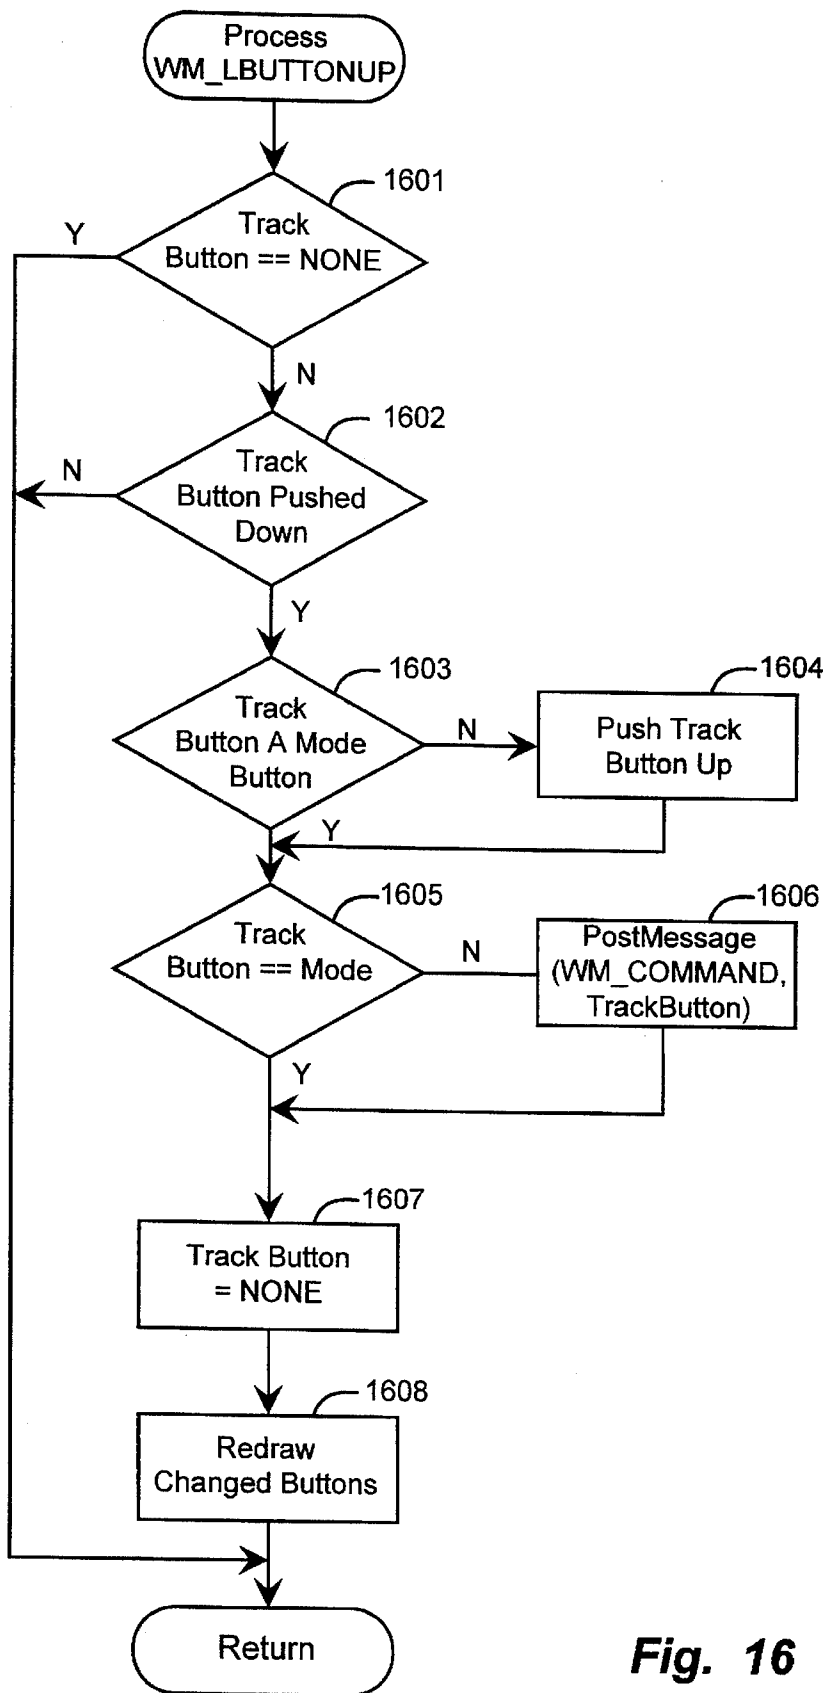 Process
WM_LBUTTONUP
1601
Track
Button == NONE
Y
N
1602
Track
Button Pushed
Down
N
Y
1603
Track
Button A Mode
Button
N
1604
Push Track
Button Up
Y
1605
Track
Button == Mode
N
1606
PostMessage
(WM_COMMAND,
TrackButton)
Y
1607
Track Button
= NONE
1608
Redraw
Changed Buttons
Return
Fig. 16